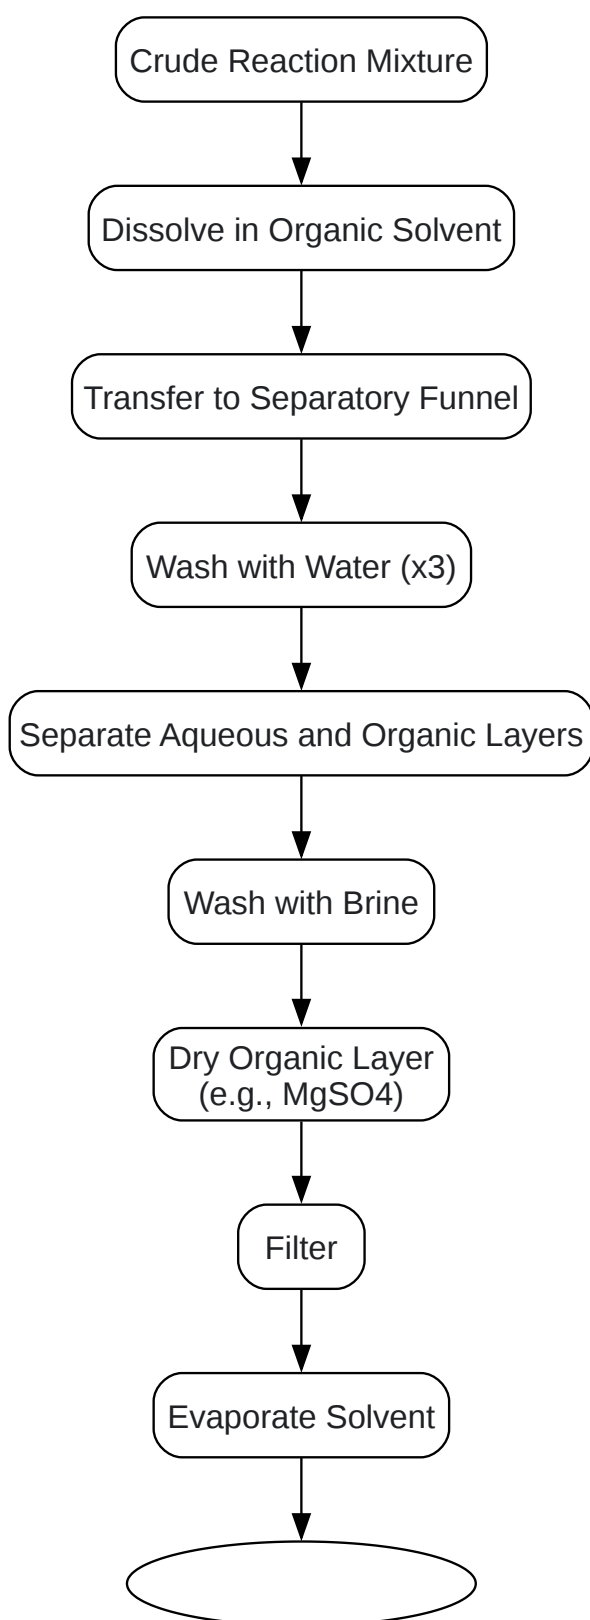 Crude Reaction Mixture
Dissolve in Organic Solvent
Transfer to Separatory Funnel
Wash with Water (x3)
Separate Aqueous and Organic Layers
Wash with Brine
Dry Organic Layer
(e.g., MgSO4)
Filter
Evaporate Solvent